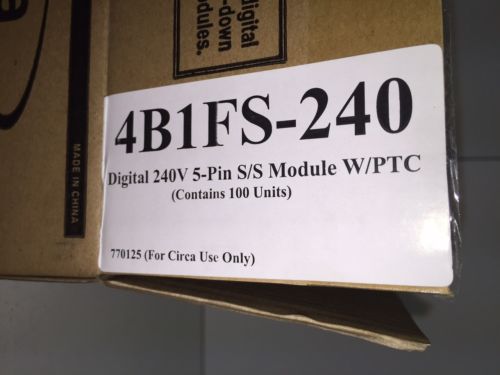 digital
-down
odules.
MADE IN CHINA
4B1FS-240
Digital 240V 5-Pin S/S Module W/PTC
(Contains 100 Units)
770125 (For Circa Use Only)